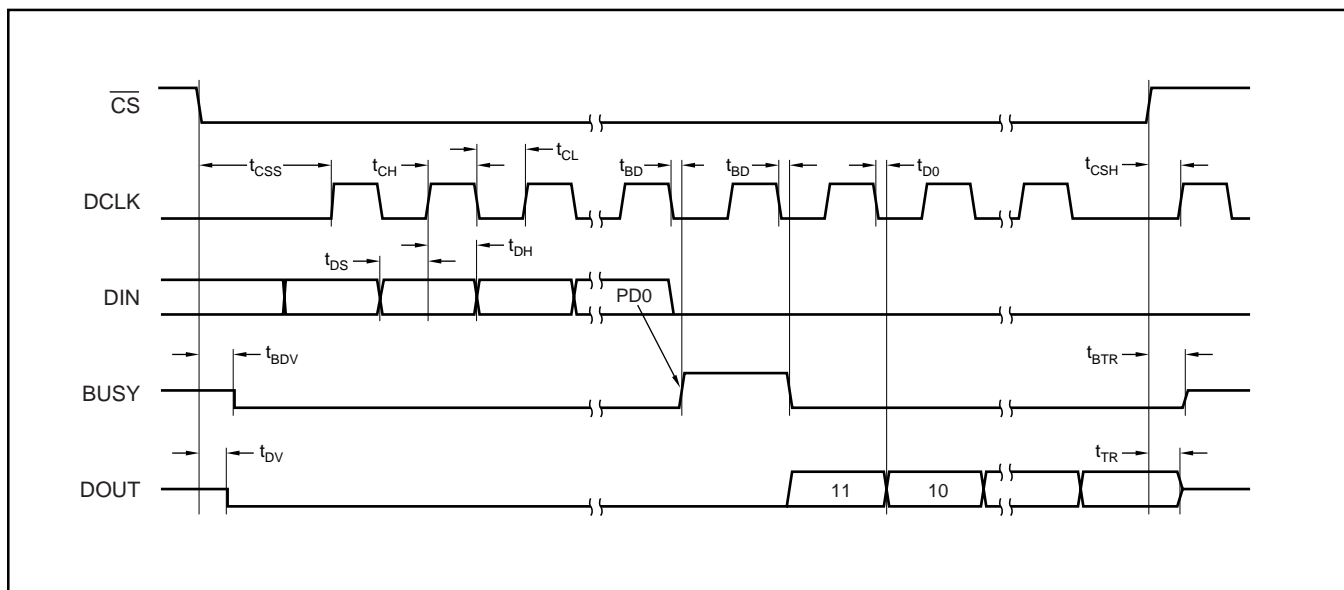 CS
tCSS
tCH
tCL
tBD
tBD
tD0
tCSH
DCLK
tDS
tDH
DIN
PD0
tBDV
tBTR
BUSY
tDV
tTR
DOUT
11
10